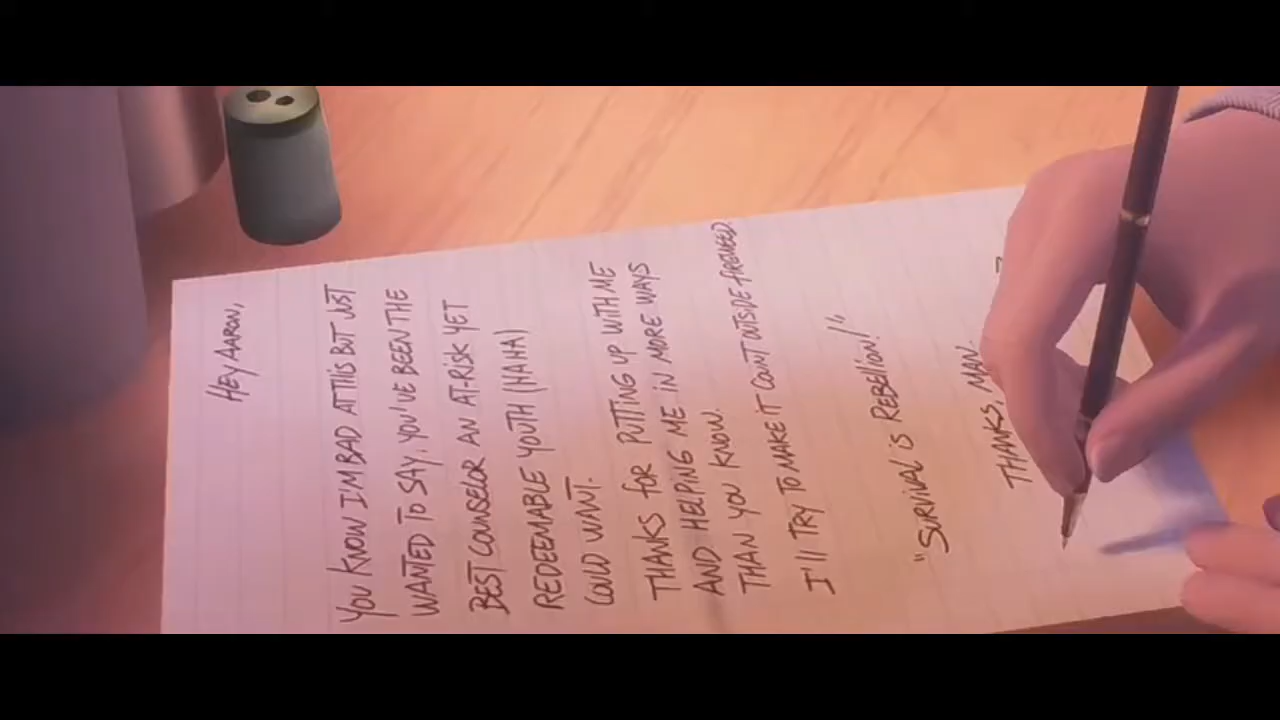 Hey Aaron,
You know I'm bad at this but just
wanted to say, you've been the
best counselor an at-risk yet
redeemable youth (haha)
could want.
Thanks for putting up with me
and helping me in more ways
than you know.
I'll try to make it count outside Fireweed.
"Survival is Rebellion!"
Thanks, man.